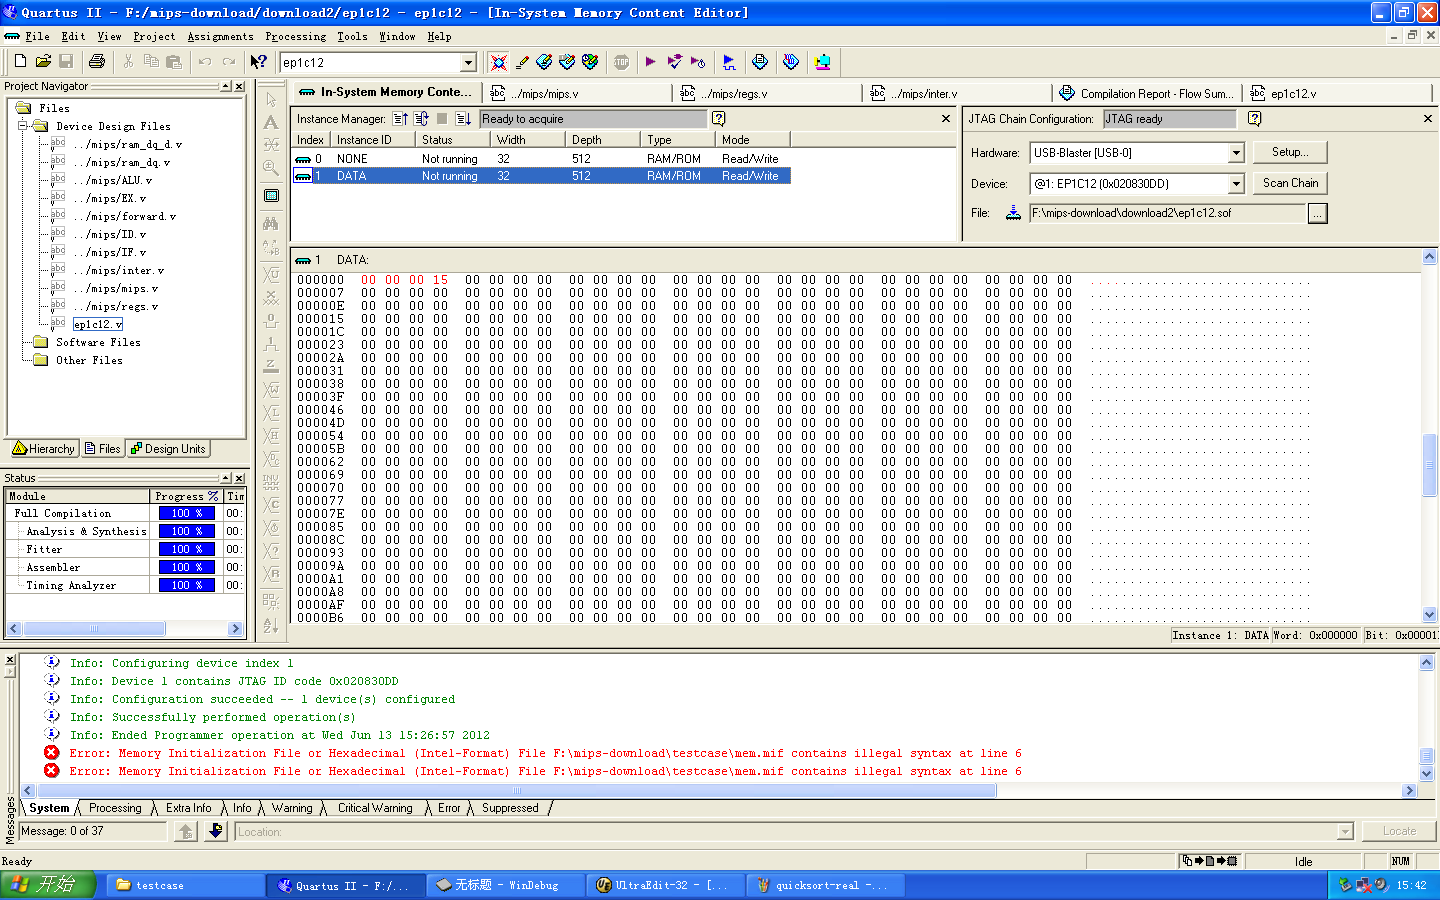 Quartus II - F:/mips-download/download2/ep1c12 - ep1c12 - [In-System Memory Content Editor]
File Edit View Project Assignments Processing Tools Window Help
ep1c12
Project Navigator
Files
Device Design Files
../mips/ram_dq_d.v
../mips/ram_dq.v
../mips/ALU.v
../mips/EX.v
../mips/forward.v
../mips/ID.v
../mips/IF.v
../mips/inter.v
../mips/mips.v
../mips/regs.v
ep1c12.v
Software Files
Other Files
Hierarchy Files Design Units
Status
Module Progress % Tim
Full Compilation 100 % 00:
Analysis & Synthesis 100 % 00:
Fitter 100 % 00:
Assembler 100 % 00:
Timing Analyzer 100 % 00:
In-System Memory Conte... ../mips/mips.v ../mips/regs.v ../mips/inter.v Compilation Report - Flow Sum... ep1c12.v
Instance Manager: Ready to acquire
Index Instance ID Status Width Depth Type Mode
0 NONE Not running 32 512 RAM/ROM Read/Write
1 DATA Not running 32 512 RAM/ROM Read/Write
JTAG Chain Configuration: JTAG ready
Hardware: USB-Blaster [USB-0] Setup...
Device: @1: EP1C12 (0x020830DD) Scan Chain
File: F:\mips-download\download2\ep1c12.sof ...
1 DATA:
000000 00 00 00 15 00 00 00 00 00 00 00 00 00 00 00 00 00 00 00 00 00 00 00 00 00 00 00 00 ............................
000007 00 00 00 00 00 00 00 00 00 00 00 00 00 00 00 00 00 00 00 00 00 00 00 00 00 00 00 00 ............................
00000E 00 00 00 00 00 00 00 00 00 00 00 00 00 00 00 00 00 00 00 00 00 00 00 00 00 00 00 00 ............................
000015 00 00 00 00 00 00 00 00 00 00 00 00 00 00 00 00 00 00 00 00 00 00 00 00 00 00 00 00 ............................
00001C 00 00 00 00 00 00 00 00 00 00 00 00 00 00 00 00 00 00 00 00 00 00 00 00 00 00 00 00 ............................
000023 00 00 00 00 00 00 00 00 00 00 00 00 00 00 00 00 00 00 00 00 00 00 00 00 00 00 00 00 ............................
00002A 00 00 00 00 00 00 00 00 00 00 00 00 00 00 00 00 00 00 00 00 00 00 00 00 00 00 00 00 ............................
000031 00 00 00 00 00 00 00 00 00 00 00 00 00 00 00 00 00 00 00 00 00 00 00 00 00 00 00 00 ............................
000038 00 00 00 00 00 00 00 00 00 00 00 00 00 00 00 00 00 00 00 00 00 00 00 00 00 00 00 00 ............................
00003F 00 00 00 00 00 00 00 00 00 00 00 00 00 00 00 00 00 00 00 00 00 00 00 00 00 00 00 00 ............................
000046 00 00 00 00 00 00 00 00 00 00 00 00 00 00 00 00 00 00 00 00 00 00 00 00 00 00 00 00 ............................
00004D 00 00 00 00 00 00 00 00 00 00 00 00 00 00 00 00 00 00 00 00 00 00 00 00 00 00 00 00 ............................
000054 00 00 00 00 00 00 00 00 00 00 00 00 00 00 00 00 00 00 00 00 00 00 00 00 00 00 00 00 ............................
00005B 00 00 00 00 00 00 00 00 00 00 00 00 00 00 00 00 00 00 00 00 00 00 00 00 00 00 00 00 ............................
000062 00 00 00 00 00 00 00 00 00 00 00 00 00 00 00 00 00 00 00 00 00 00 00 00 00 00 00 00 ............................
000069 00 00 00 00 00 00 00 00 00 00 00 00 00 00 00 00 00 00 00 00 00 00 00 00 00 00 00 00 ............................
000070 00 00 00 00 00 00 00 00 00 00 00 00 00 00 00 00 00 00 00 00 00 00 00 00 00 00 00 00 ............................
000077 00 00 00 00 00 00 00 00 00 00 00 00 00 00 00 00 00 00 00 00 00 00 00 00 00 00 00 00 ............................
00007E 00 00 00 00 00 00 00 00 00 00 00 00 00 00 00 00 00 00 00 00 00 00 00 00 00 00 00 00 ............................
000085 00 00 00 00 00 00 00 00 00 00 00 00 00 00 00 00 00 00 00 00 00 00 00 00 00 00 00 00 ............................
00008C 00 00 00 00 00 00 00 00 00 00 00 00 00 00 00 00 00 00 00 00 00 00 00 00 00 00 00 00 ............................
000093 00 00 00 00 00 00 00 00 00 00 00 00 00 00 00 00 00 00 00 00 00 00 00 00 00 00 00 00 ............................
00009A 00 00 00 00 00 00 00 00 00 00 00 00 00 00 00 00 00 00 00 00 00 00 00 00 00 00 00 00 ............................
0000A1 00 00 00 00 00 00 00 00 00 00 00 00 00 00 00 00 00 00 00 00 00 00 00 00 00 00 00 00 ............................
0000A8 00 00 00 00 00 00 00 00 00 00 00 00 00 00 00 00 00 00 00 00 00 00 00 00 00 00 00 00 ............................
0000AF 00 00 00 00 00 00 00 00 00 00 00 00 00 00 00 00 00 00 00 00 00 00 00 00 00 00 00 00 ............................
0000B6 00 00 00 00 00 00 00 00 00 00 00 00 00 00 00 00 00 00 00 00 00 00 00 00 00 00 00 00 ............................
Instance 1: DATA Word: 0x000000 Bit: 0x00001
Info: Configuring device index 1
Info: Device 1 contains JTAG ID code 0x020830DD
Info: Configuration succeeded -- 1 device(s) configured
Info: Successfully performed operation(s)
Info: Ended Programmer operation at Wed Jun 13 15:26:57 2012
Error: Memory Initialization File or Hexadecimal (Intel-Format) File F:\mips-download\testcase\mem.mif contains illegal syntax at line 6
Error: Memory Initialization File or Hexadecimal (Intel-Format) File F:\mips-download\testcase\mem.mif contains illegal syntax at line 6
System Processing Extra Info Info Warning Critical Warning Error Suppressed
Messages
Message: 0 of 37 Location: Locate
Ready Idle NUM
开始 testcase Quartus II - F:/... 无标题 - WinDebug UltraEdit-32 - [... quicksort-real -... 15:42